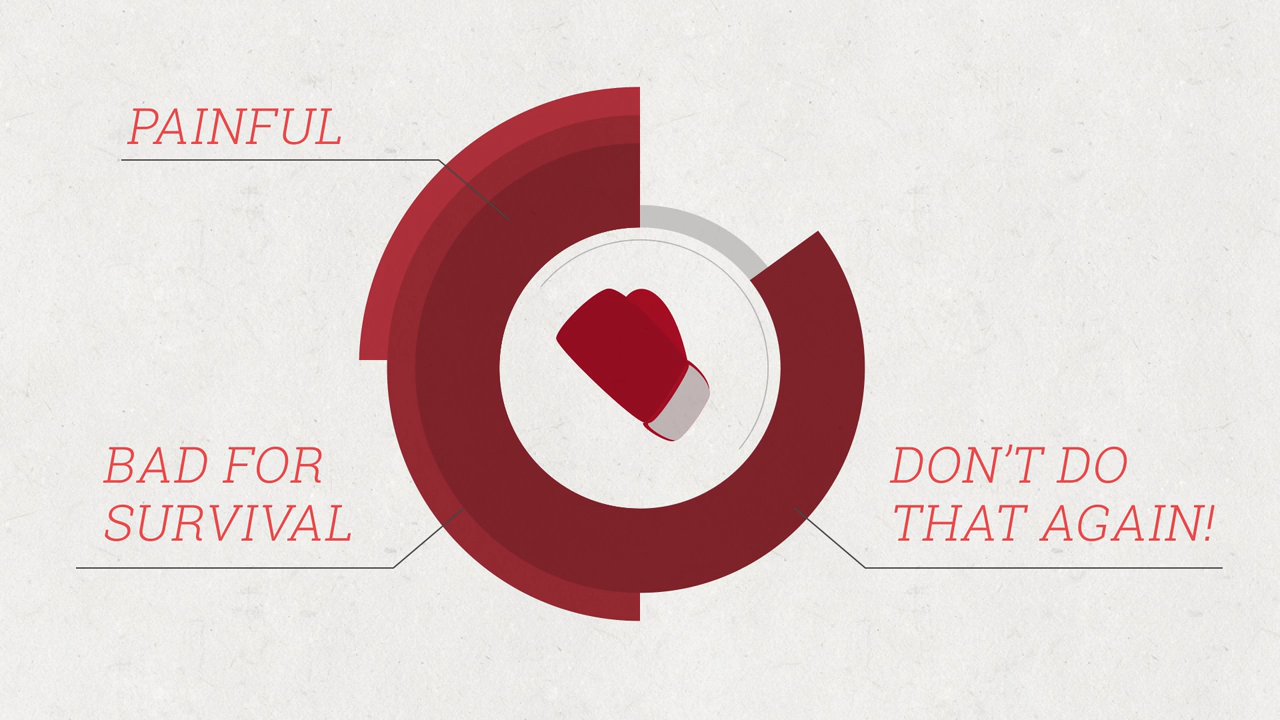 PAINFUL
BAD FOR
SURVIVAL
DON’T DO
THAT AGAIN!